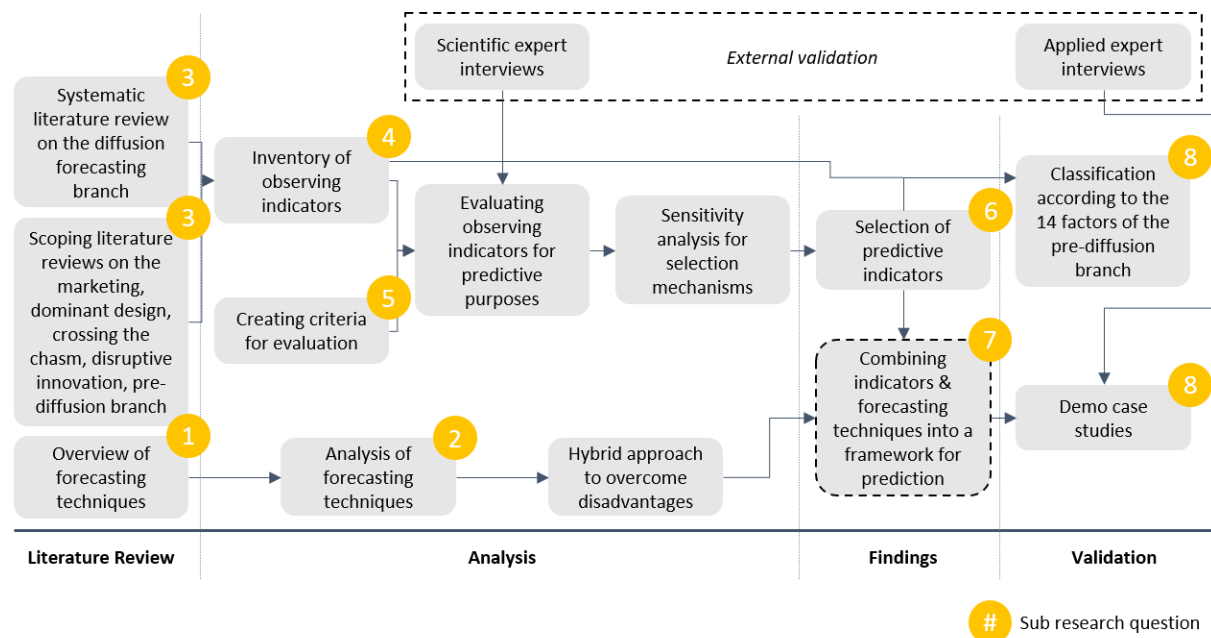 Scientific expert
interviews
External validation
Applied expert
interviews
3
Systematic
literature review
on the diffusion
forecasting
branch
4
Inventory of
observing
indicators
8
Classification
according to the
14 factors of the
pre-diffusion
branch
3
Scoping literature
reviews on the
marketing,
dominant design,
crossing the
chasm, disruptive
innovation, pre-
diffusion branch
Evaluating
observing
indicators for
predictive
purposes
Sensitivity
analysis for
selection
mechanisms
6
Selection of
predictive
indicators
5
Creating criteria
for evaluation
7
Combining
indicators &
forecasting
techniques into a
framework for
prediction
8
Demo case
studies
1
Overview of
forecasting
techniques
2
Analysis of
forecasting
techniques
Hybrid approach
to overcome
disadvantages
Literature Review
Analysis
Findings
Validation
# Sub research question